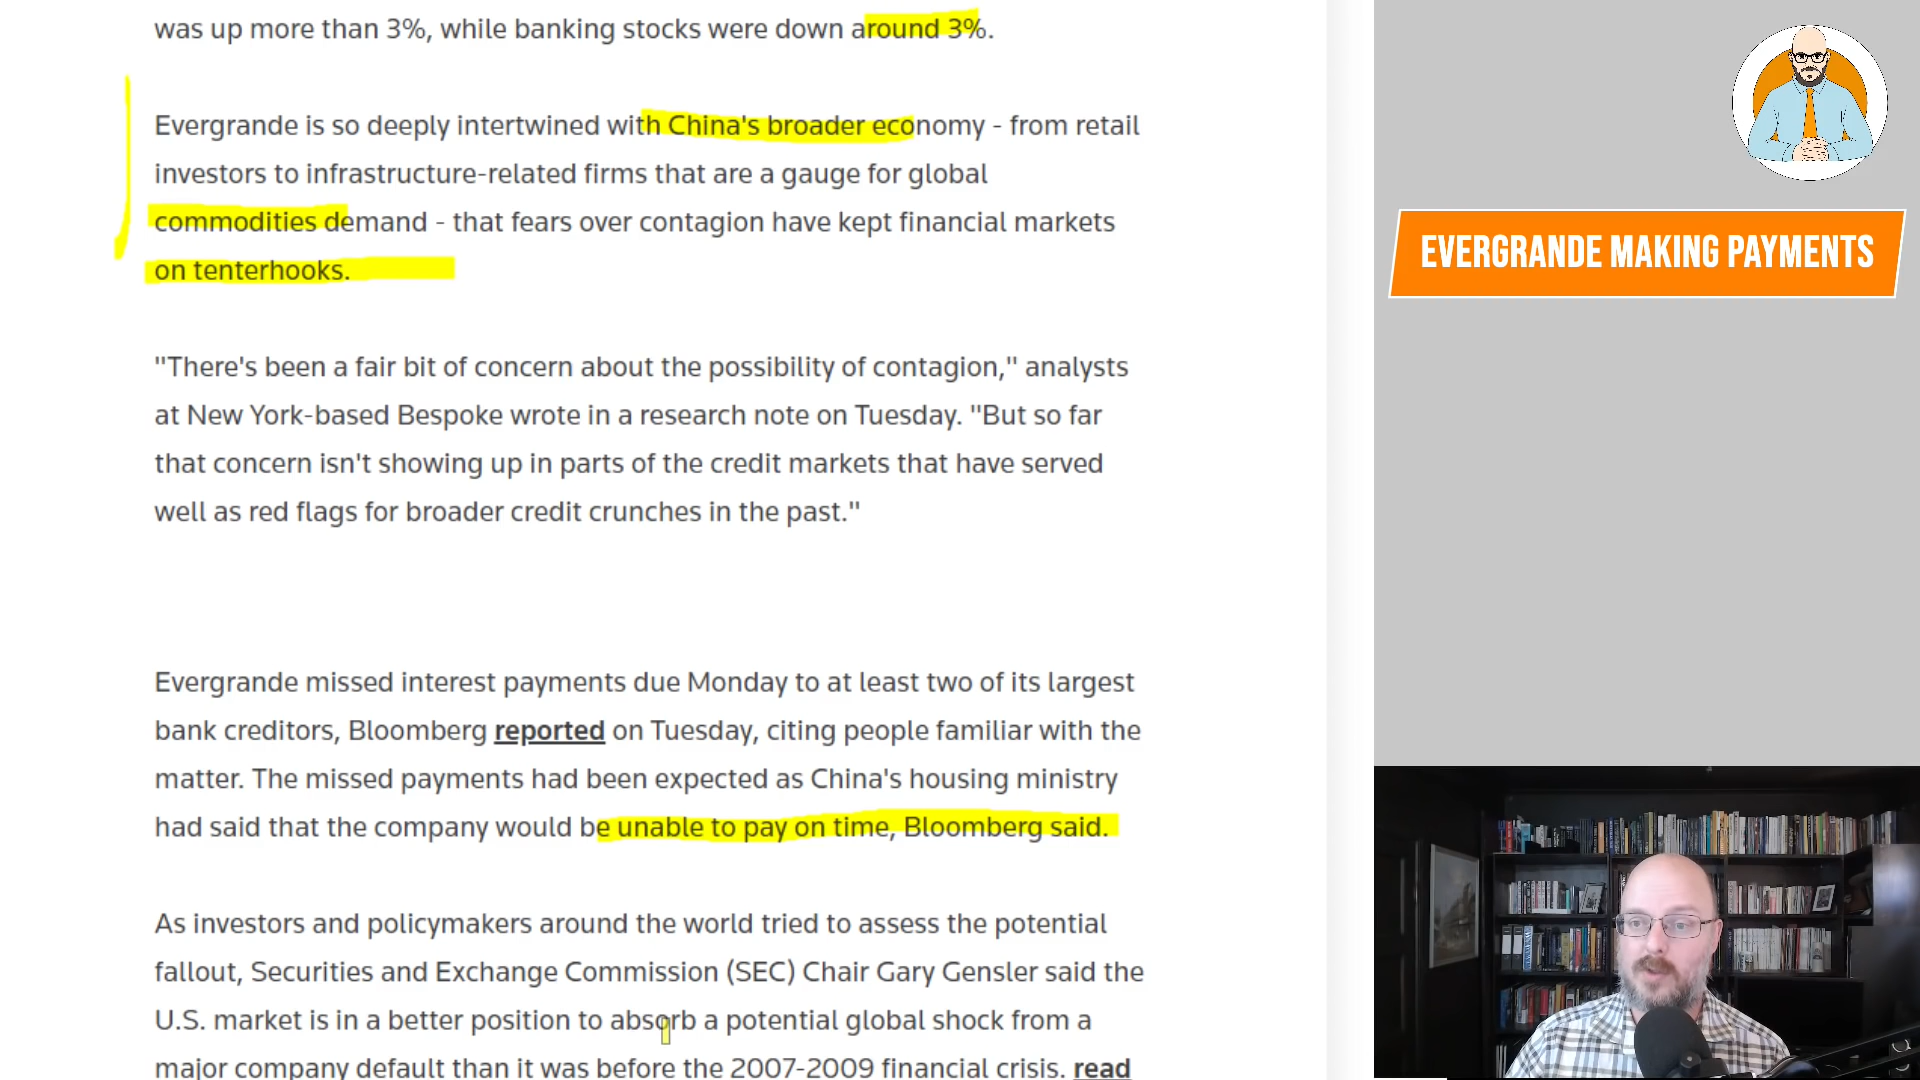 was up more than 3%, while banking stocks were down around 3%.
Evergrande is so deeply intertwined with China's broader economy - from retail
investors to infrastructure-related firms that are a gauge for global
commodities demand - that fears over contagion have kept financial markets
on tenterhooks.
"There's been a fair bit of concern about the possibility of contagion," analysts
at New York-based Bespoke wrote in a research note on Tuesday. "But so far
that concern isn't showing up in parts of the credit markets that have served
well as red flags for broader credit crunches in the past."
Evergrande missed interest payments due Monday to at least two of its largest
bank creditors, Bloomberg reported on Tuesday, citing people familiar with the
matter. The missed payments had been expected as China's housing ministry
had said that the company would be unable to pay on time, Bloomberg said.
As investors and policymakers around the world tried to assess the potential
fallout, Securities and Exchange Commission (SEC) Chair Gary Gensler said the
U.S. market is in a better position to absorb a potential global shock from a
major company default than it was before the 2007-2009 financial crisis. read
EVERGRANDE MAKING PAYMENTS